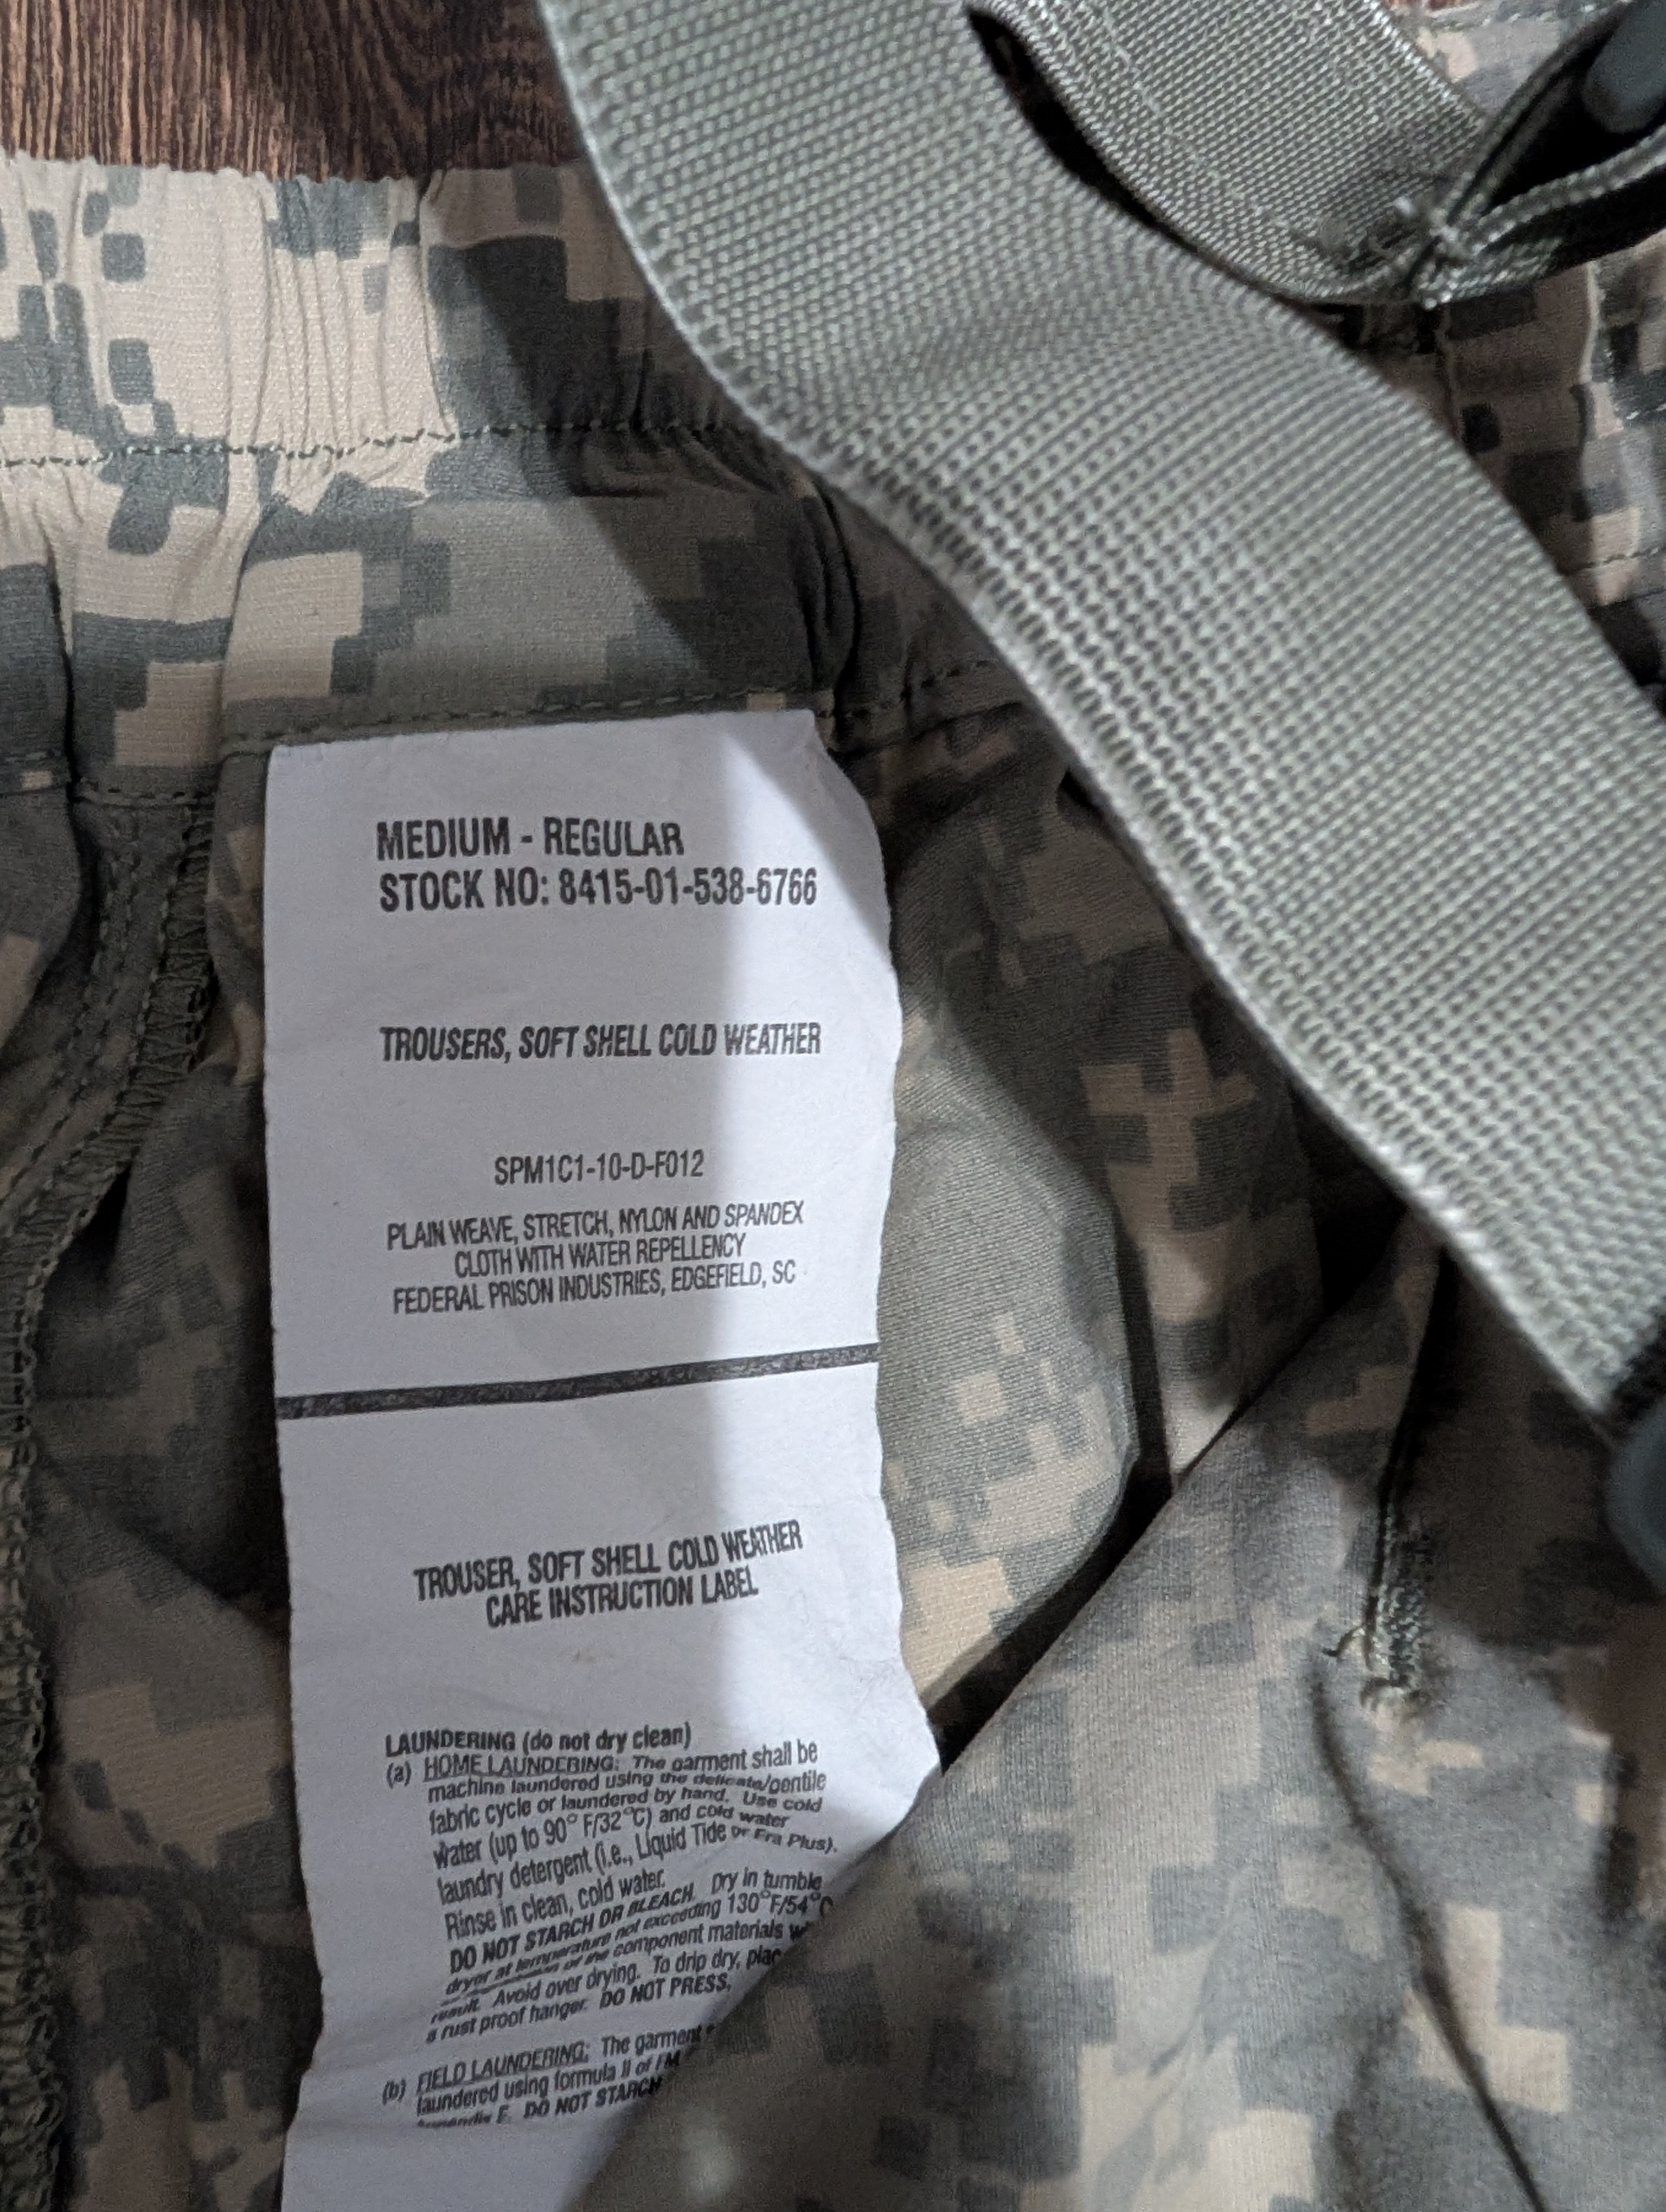 MEDIUM - REGULAR
STOCK NO: 8415-01-538-6766
TROUSERS, SOFT SHELL COLD WEATHER
SPM1C1-10-D-F012
PLAIN WEAVE, STRETCH, NYLON AND SPANDEX
CLOTH WITH WATER REPELLENCY
FEDERAL PRISON INDUSTRIES, EDGEFIELD, SC
TROUSER, SOFT SHELL COLD WEATHER
CARE INSTRUCTION LABEL
LAUNDERING (do not dry clean)
(a) HOME LAUNDERING: The garment shall be
machine laundered using the delicate/gentile
fabric cycle or laundered by hand. Use cold
water (up to 90° F/32°C) and cold water
laundry detergent (i.e., Liquid Tide or Era Plus).
Rinse in clean, cold water.
DO NOT STARCH OR BLEACH. Dry in tumble
dryer at temperature not exceeding 130°F/54°C
of the component materials
result. Avoid over drying. To drip dry,
a rust proof hanger. DO NOT PRESS.
(b) FIELD LAUNDERING: The garment
laundered using formula II of FM
E. DO NOT STARCH